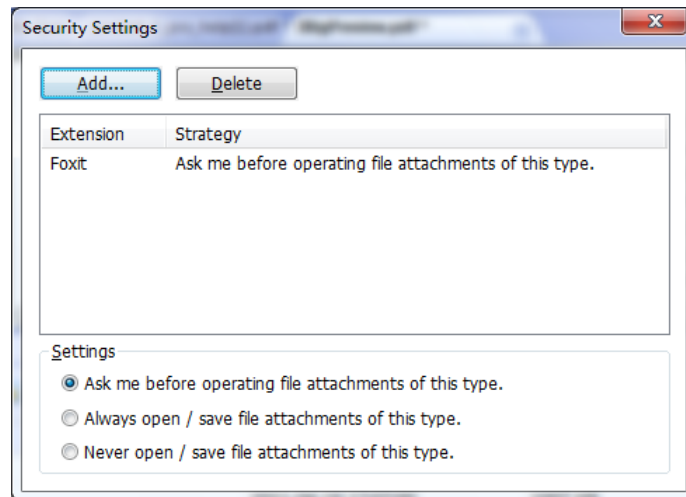 Security Settings
Add... Delete
Extension Strategy
Foxit Ask me before operating file attachments of this type.
Settings
Ask me before operating file attachments of this type.
Always open / save file attachments of this type.
Never open / save file attachments of this type.